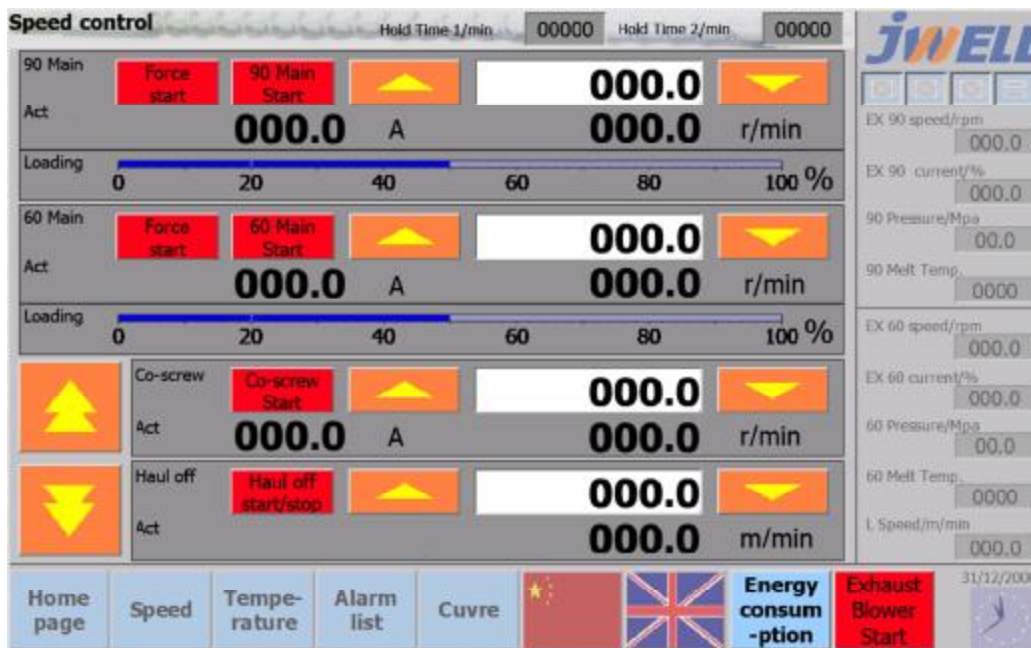 Speed control
Hold Time 1/min 00000 Hold Time 2/min 00000
JWELL
90 Main
Force start
90 Main Start
000.0
Act
000.0 A
000.0 r/min
Loading
0 20 40 60 80 100 %
60 Main
Force start
60 Main Start
000.0
Act
000.0 A
000.0 r/min
Loading
0 20 40 60 80 100 %
Co-screw
Co-screw Start
000.0
Act
000.0 A
000.0 r/min
Haul off
Haul off start/stop
000.0
Act
000.0 m/min
EX 90 speed/rpm
000.0
EX 90 current/%
000.0
90 Pressure/Mpa
00.0
90 Melt Temp.
0000
EX 60 speed/rpm
000.0
EX 60 current/%
000.0
60 Pressure/Mpa
00.0
60 Melt Temp.
0000
L Speed/m/min
000.0
Home page
Speed
Tempe-
rature
Alarm list
Cuvre
Energy
consum
-ption
Exhaust
Blower
Start
31/12/200